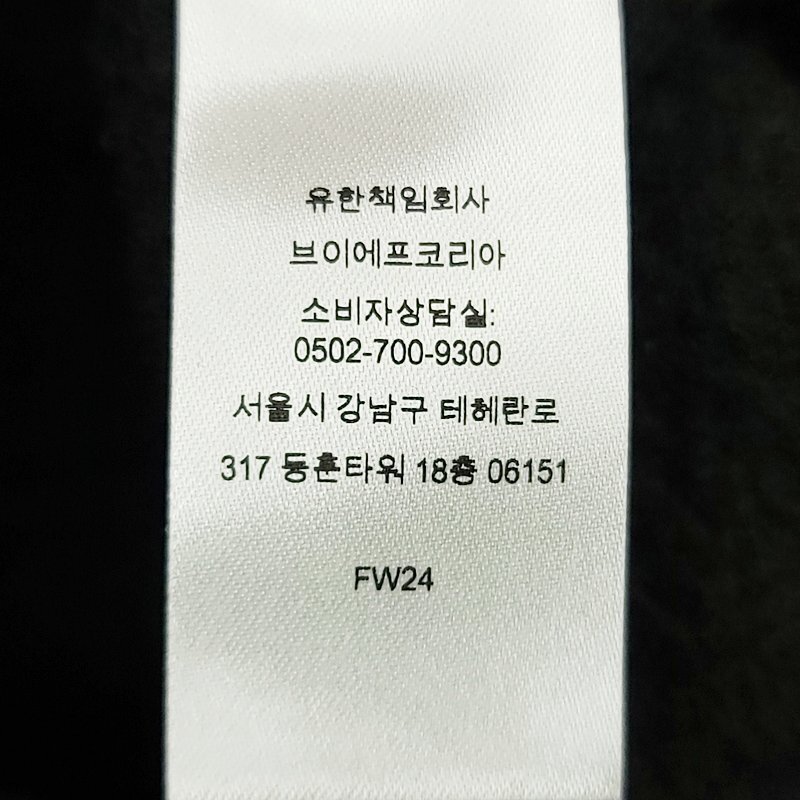 유한책임회사
브이에프코리아
소비자상담실:
0502-700-9300
서울시 강남구 테헤란로
317 동훈타워 18층 06151
FW24